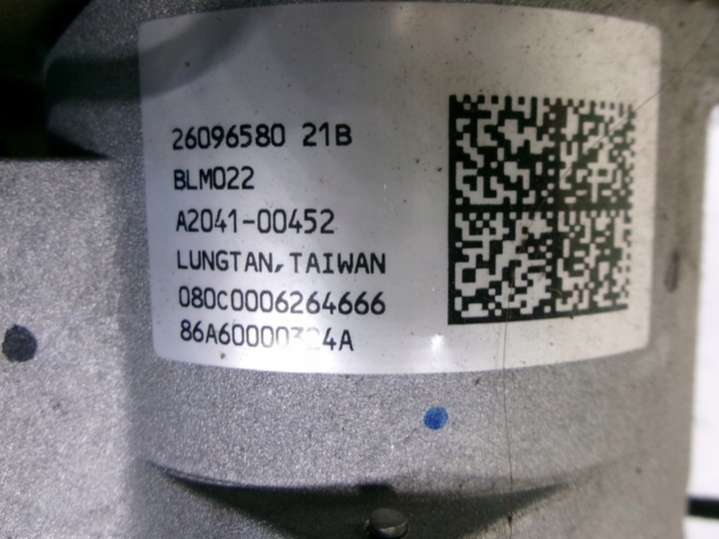 26096580 21B
BLM022
A2041-00452
LUNGTAN, TAIWAN
080C0006264666